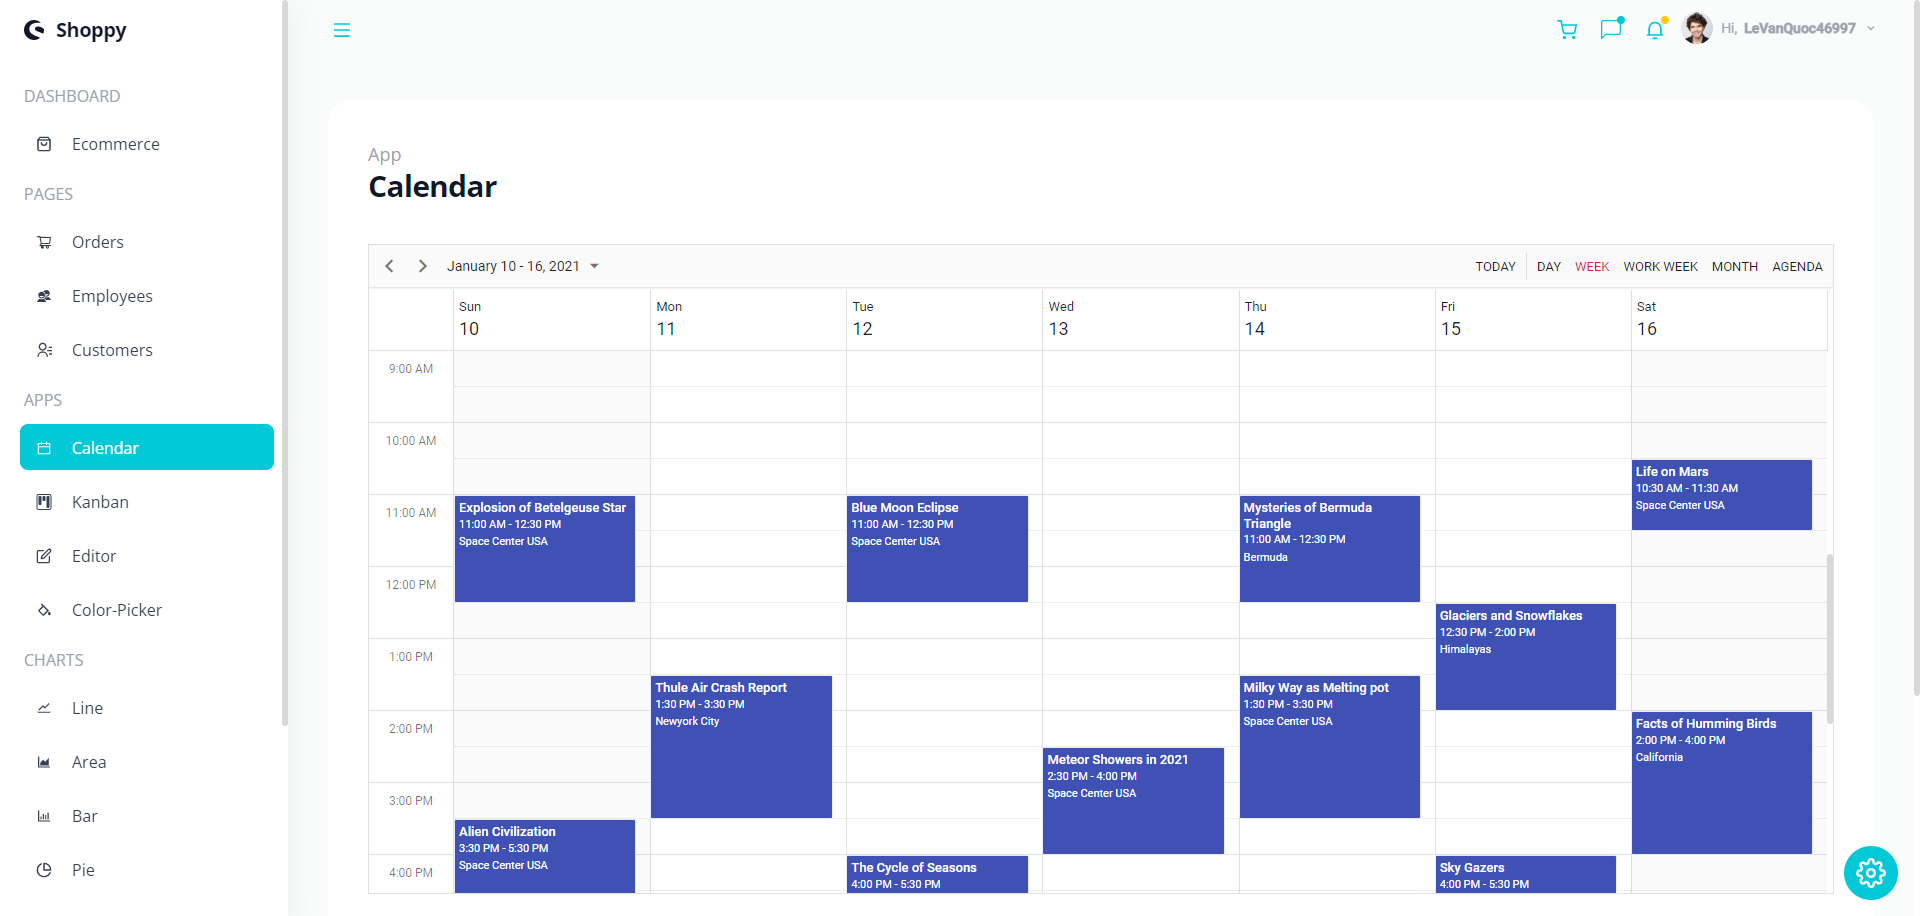 Shoppy
DASHBOARD
Ecommerce
PAGES
Orders
Employees
Customers
APPS
Calendar
Kanban
Editor
Color-Picker
CHARTS
Line
Area
Bar
Pie
Hi, LeVanQuoc46997
App
Calendar
January 10 - 16, 2021
TODAY DAY WEEK WORK WEEK MONTH AGENDA
Sun Mon Tue Wed Thu Fri Sat
10 11 12 13 14 15 16
9:00 AM
10:00 AM
11:00 AM
12:00 PM
1:00 PM
2:00 PM
3:00 PM
4:00 PM
Explosion of Betelgeuse Star
11:00 AM - 12:30 PM
Space Center USA
Alien Civilization
3:30 PM - 5:30 PM
Space Center USA
Thule Air Crash Report
1:30 PM - 3:30 PM
Newyork City
Blue Moon Eclipse
11:00 AM - 12:30 PM
Space Center USA
The Cycle of Seasons
4:00 PM - 5:30 PM
Meteor Showers in 2021
2:30 PM - 4:00 PM
Space Center USA
Mysteries of Bermuda
Triangle
11:00 AM - 12:30 PM
Bermuda
Milky Way as Melting pot
1:30 PM - 3:30 PM
Space Center USA
Glaciers and Snowflakes
12:30 PM - 2:00 PM
Himalayas
Sky Gazers
4:00 PM - 5:30 PM
Life on Mars
10:30 AM - 11:30 AM
Space Center USA
Facts of Humming Birds
2:00 PM - 4:00 PM
California